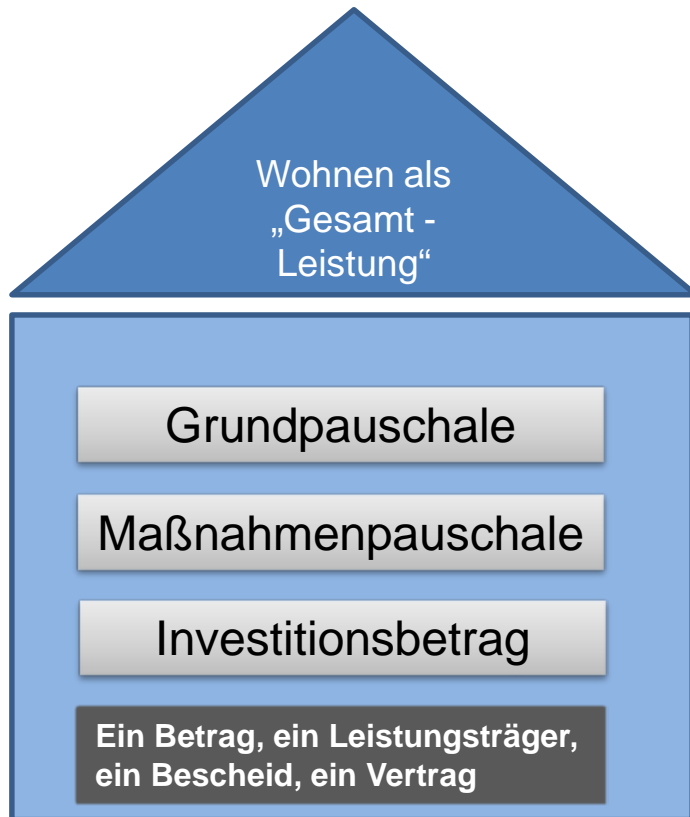 Wohnen als
„Gesamt -
Leistung“
Grundpauschale
Maßnahmenpauschale
Investitionsbetrag
Ein Betrag, ein Leistungsträger,
ein Bescheid, ein Vertrag